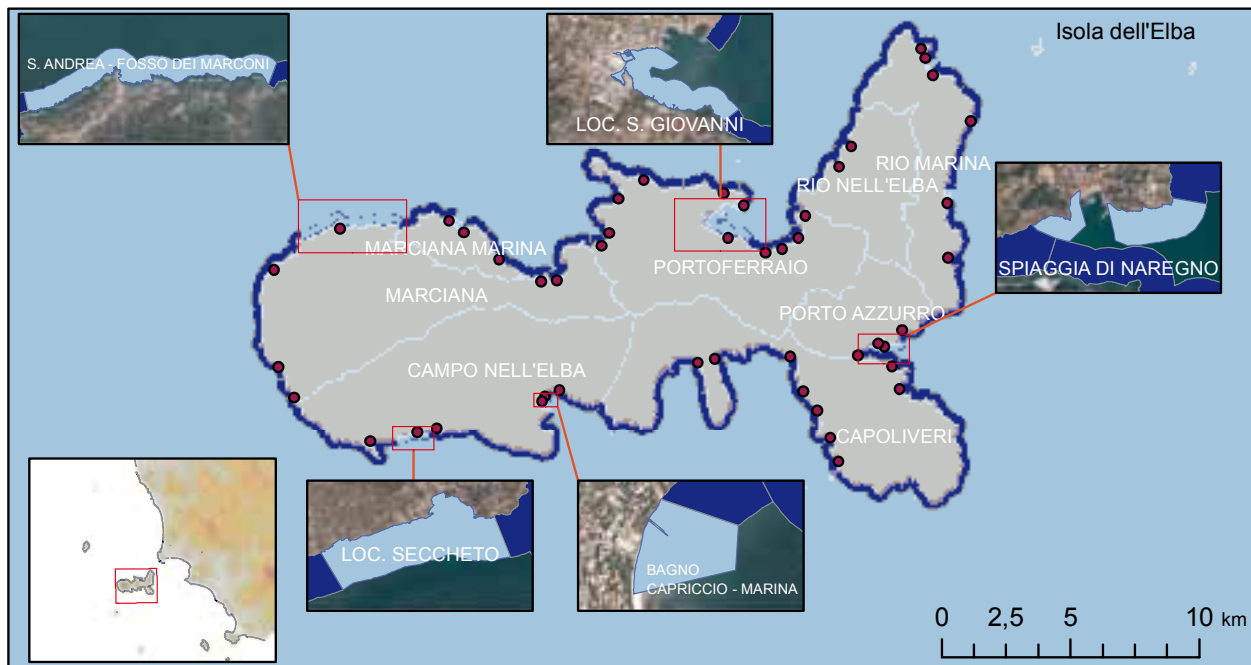 Isola dell'Elba
S. ANDREA - FOSSO DEI MARCONI
LOC. S. GIOVANNI
RIO MARINA
RIO NELL'ELBA
MARCIANA MARINA
PORTOFERRAIO
SPIAGGIA DI NAREGNO
MARCIANA
PORTO AZZURRO
CAMPO NELL'ELBA
CAPOLIVERI
LOC. SECCHETO
BAGNO
CAPRICCIO - MARINA
0 2,5 5 10 km